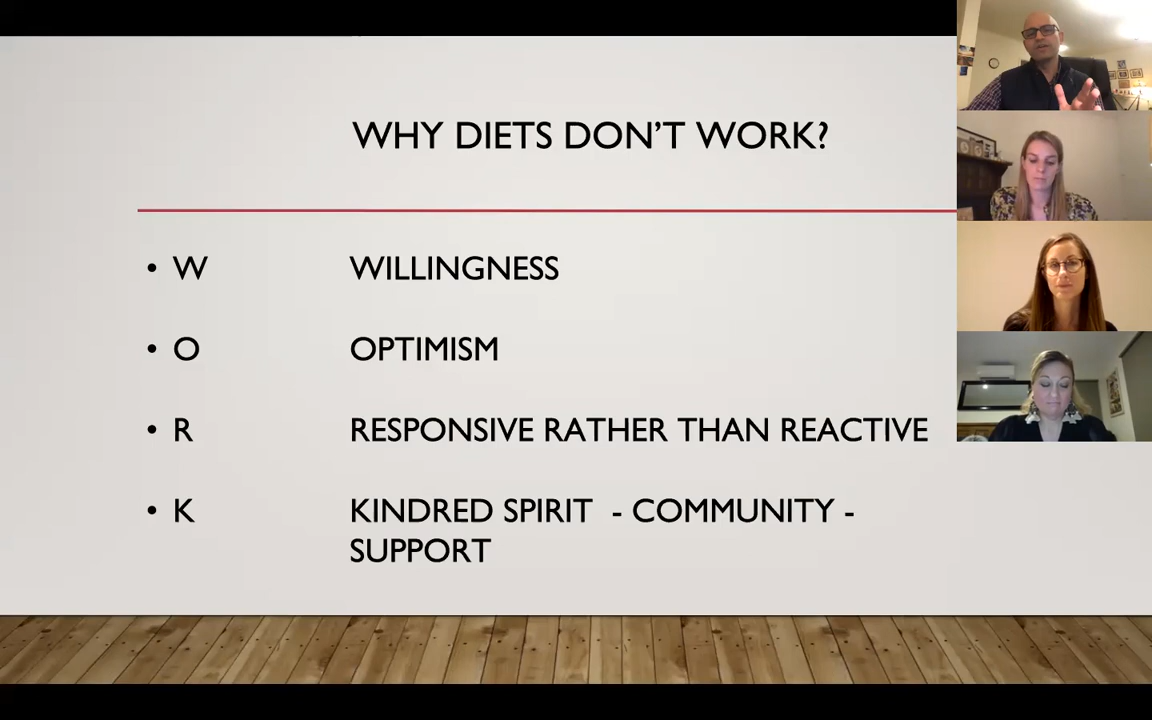 WHY DIETS DON'T WORK?
• W WILLINGNESS
• O OPTIMISM
• R RESPONSIVE RATHER THAN REACTIVE
• K KINDRED SPIRIT - COMMUNITY -
SUPPORT